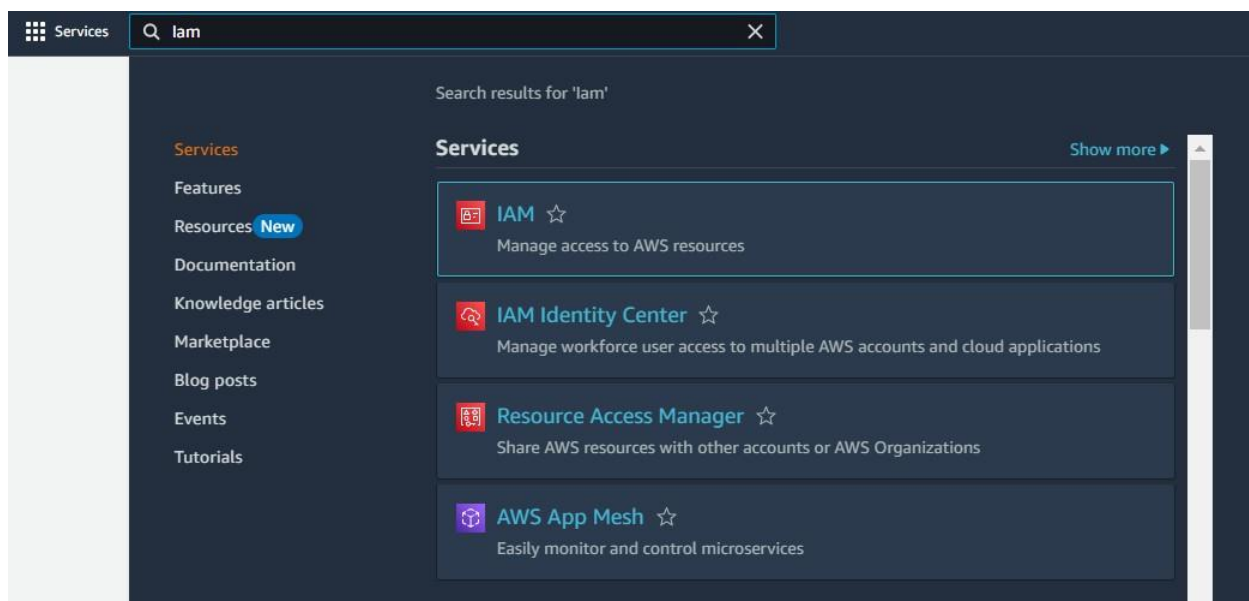 Services
Iam
Search results for 'Iam'
Services
Features
Resources New
Documentation
Knowledge articles
Marketplace
Blog posts
Events
Tutorials
Services
Show more
IAM
Manage access to AWS resources
IAM Identity Center
Manage workforce user access to multiple AWS accounts and cloud applications
Resource Access Manager
Share AWS resources with other accounts or AWS Organizations
AWS App Mesh
Easily monitor and control microservices